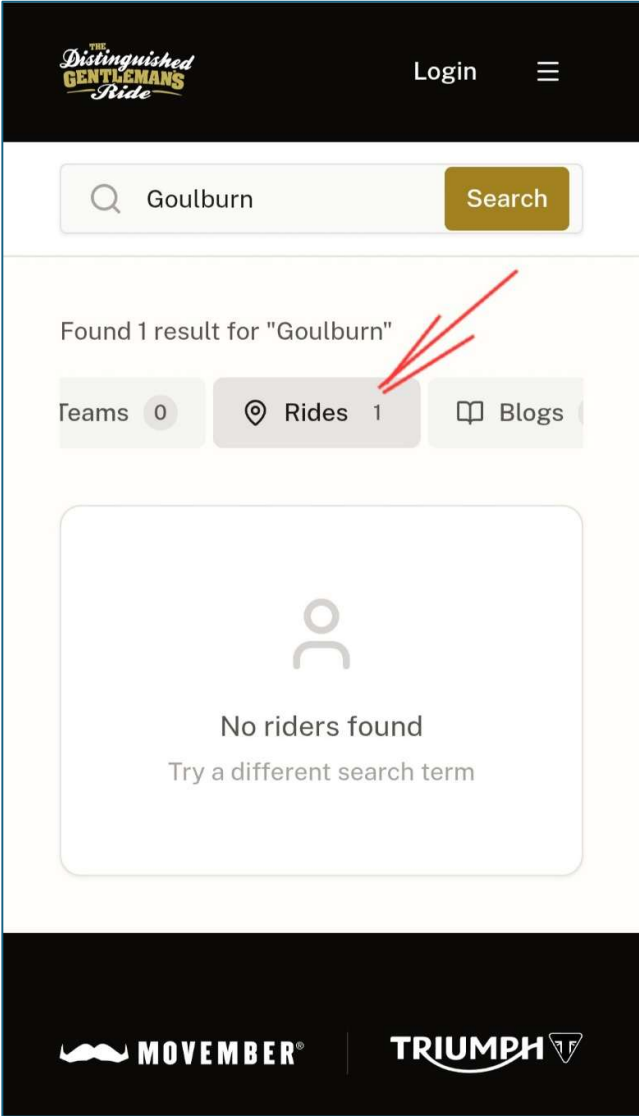 THE
Distinguished
GENTLEMAN'S
Ride
Login
Goulburn
Search
Found 1 result for "Goulburn"
Teams 0
Rides 1
Blogs
No riders found
Try a different search term
MOVEMBER®
TRIUMPH